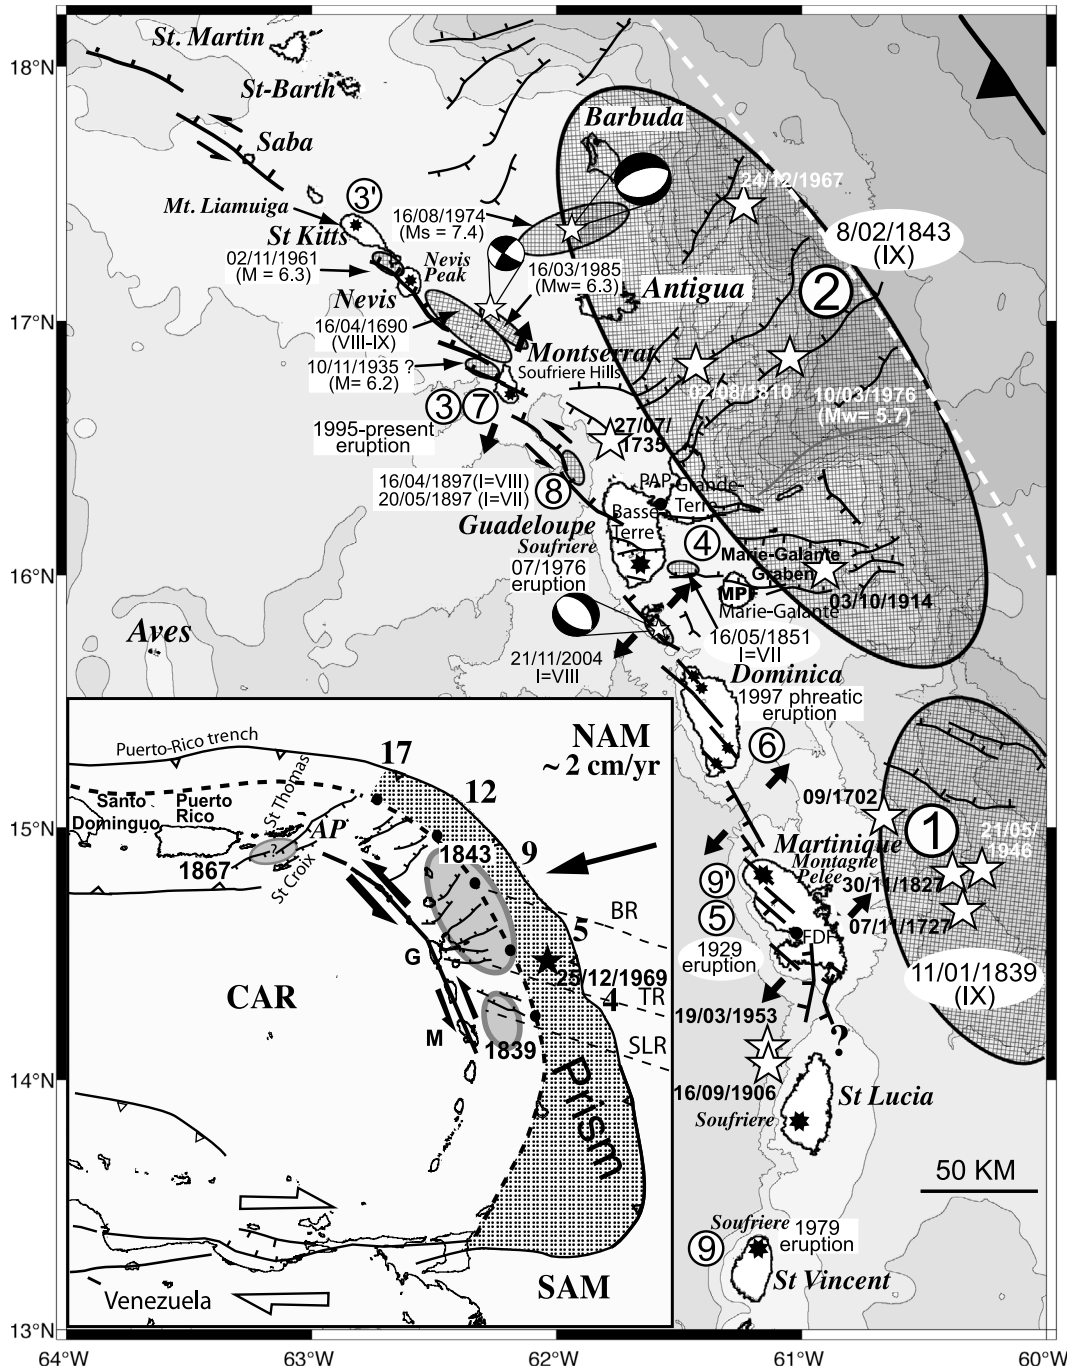 St. Martin
18°N
St-Barth
Saba
Barbuda
24/12/1967
3'
Mt. Liamuiga
16/08/1974
(Ms = 7.4)
St Kitts
8/02/1843
(IX)
02/11/1961
(M = 6.3)
Nevis
Peak
16/03/1985
(Mw= 6.3)
2
Antigua
Nevis
17°N
16/04/1690
(VIII-IX)
Montserrat
Soufriere Hills
10/11/1935 ?
(M= 6.2)
02/08/1810
10/03/1976
(Mw= 5.7)
3
7
1995-present
eruption
27/07/
1735
16/04/1897(I=VIII)
20/05/1897 (I=VII)
8
PAP
Grande-
Terre
Basse
Terre
Guadeloupe
Soufriere
4
07/1976
eruption
Marie-Galante
Graben
16°N
MPF
Marie-Galante
03/10/1914
Aves
16/05/1851
I=VII
21/11/2004
I=VIII
Dominica
1997 phreatic
eruption
6
NAM
~ 2 cm/yr
Puerto-Rico trench
17
12
9
5
4
St Thomas
Santo
Dominguo
Puerto
Rico
AP
1867
?
St Croix
1843
BR
G
25/12/1969
TR
CAR
M
1839
SLR
Prism
Venezuela
SAM
09/1702
1
21/05/
1946
15°N
Martinique
Montagne
Pelée
9'
30/11/1827
5
07/11/1727
FDF
1929
eruption
11/01/1839
(IX)
19/03/1953
?
14°N
16/09/1906
St Lucia
Soufriere
50 KM
Soufriere
1979
eruption
9
St Vincent
13°N
64°W
63°W
62°W
61°W
60°W